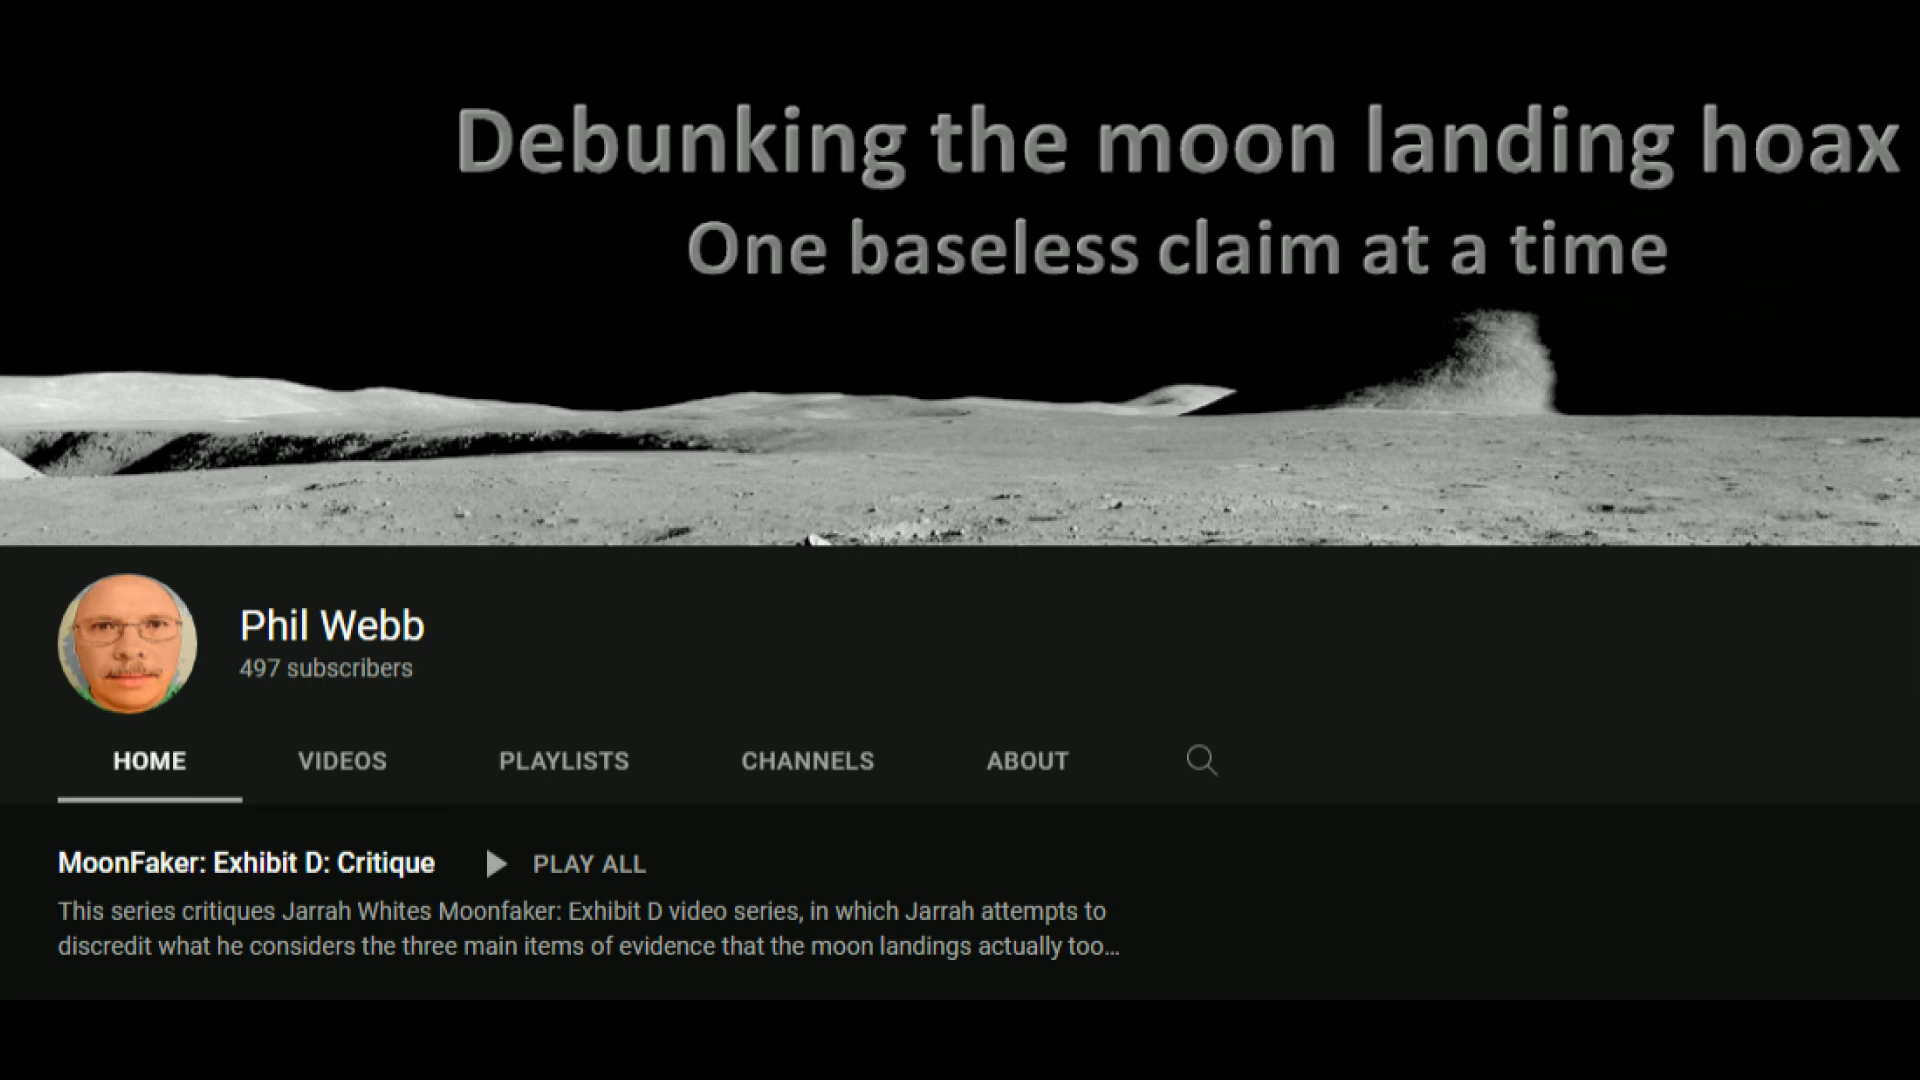 Debunking the moon landing hoax
One baseless claim at a time
Phil Webb
497 subscribers
HOME VIDEOS PLAYLISTS CHANNELS ABOUT
MoonFaker: Exhibit D: Critique PLAY ALL
This series critiques Jarrah Whites Moonfaker: Exhibit D video series, in which Jarrah attempts to
discredit what he considers the three main items of evidence that the moon landings actually too...